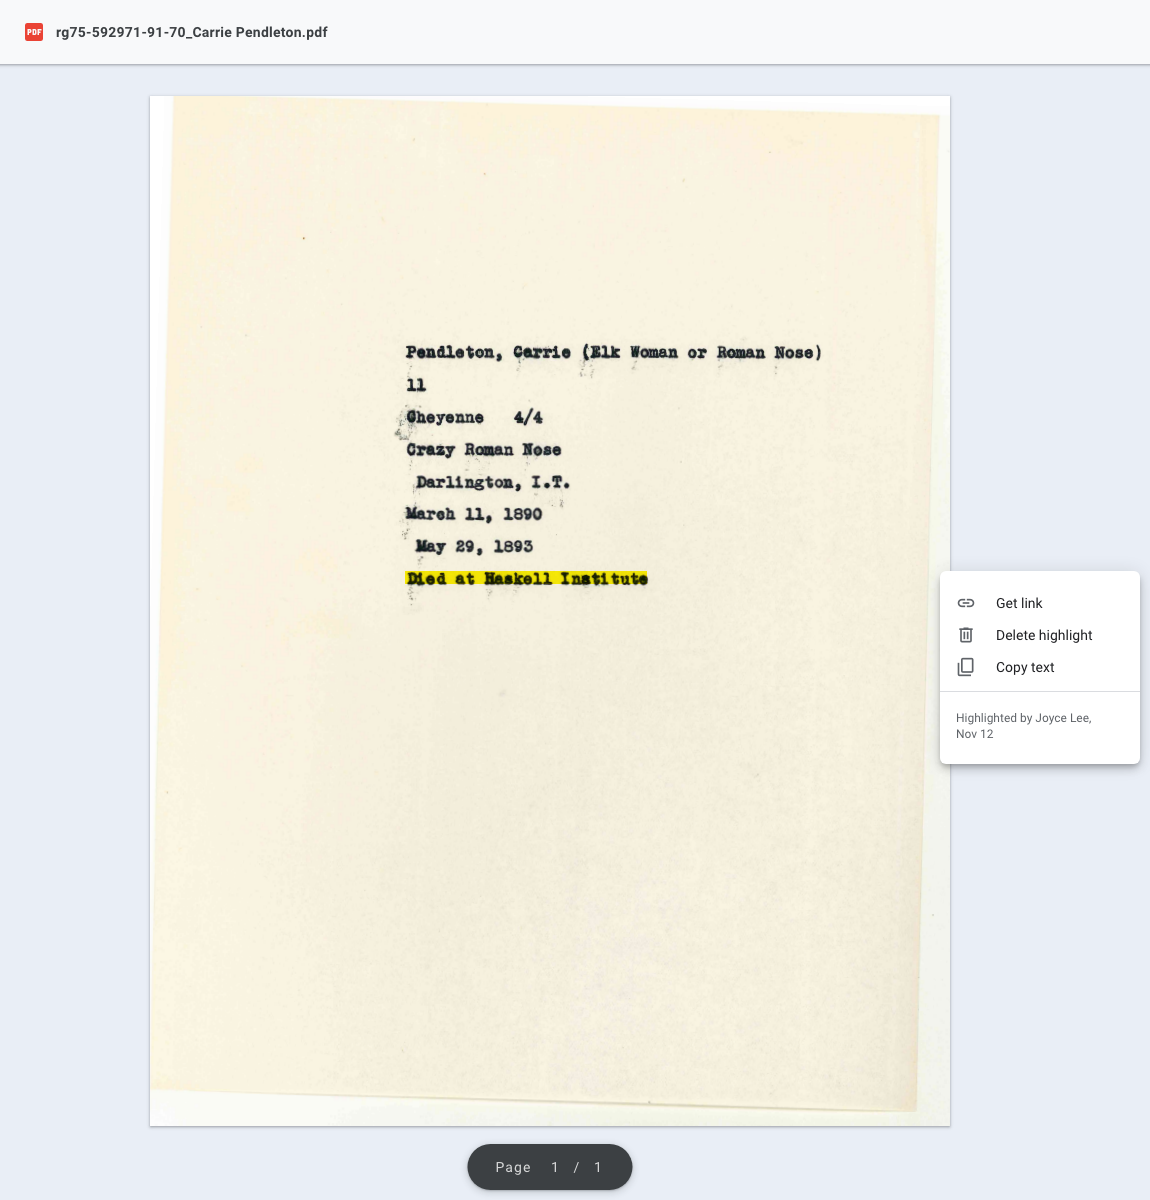 PDF rg75-592971-91-70_Carrie Pendleton.pdf
Pendleton, Carrie (Elk Woman or Roman Nose)
11
Cheyenne 4/4
Crazy Roman Nose
Darlington, I.T.
March 11, 1890
May 29, 1893
Died at Haskell Institute
Get link
Delete highlight
Copy text
Highlighted by Joyce Lee,
Nov 12
Page 1 / 1